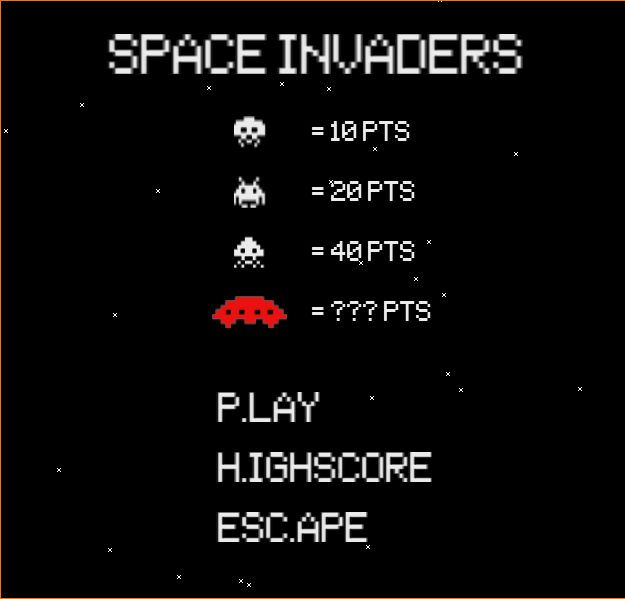 SPACE INVADERS
= 10 PTS
= 20 PTS
= 40 PTS
= ??? PTS
P.LAY
H.IGHSCORE
ESC.APE